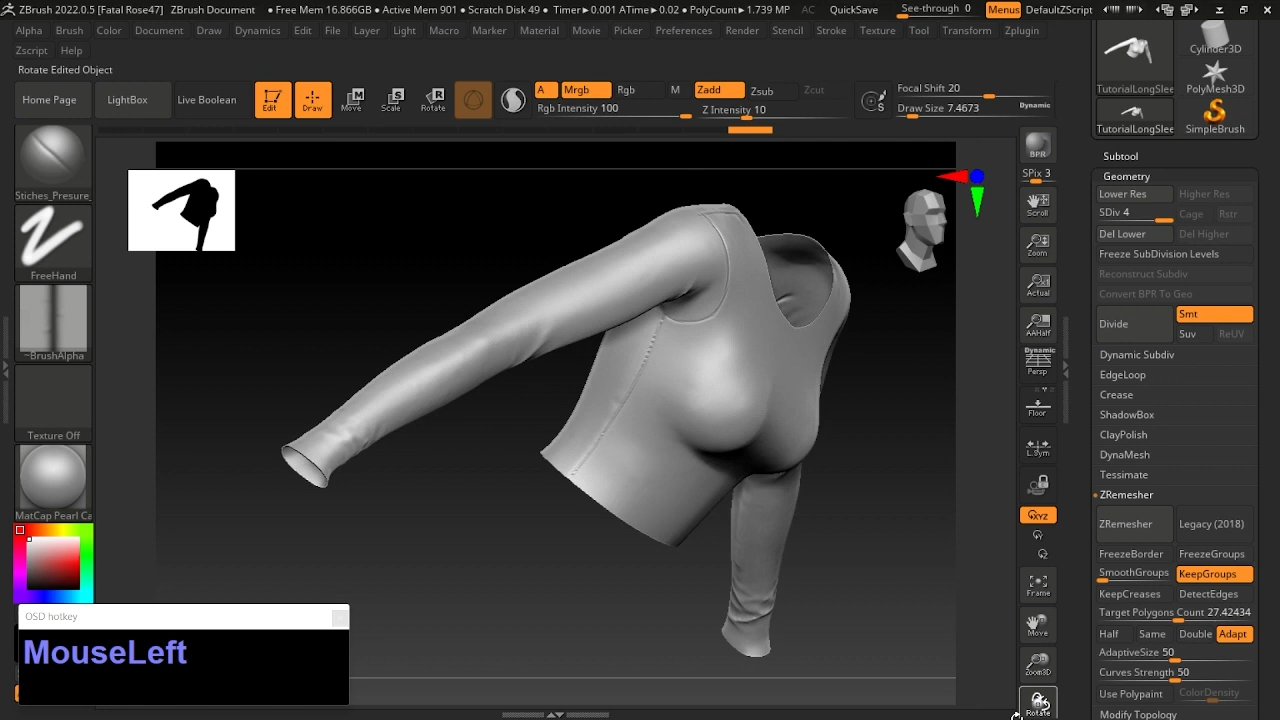 ZBrush 2022.0.5 [Fatal Rose47] ZBrush Document • Free Mem 16.866GB • Active Mem 901 • Scratch Disk 49 • Timer▶0.001 ATime▶0.02 • PolyCount▶1.739 MP AC QuickSave See-through 0 Menus DefaultZScript
Alpha Brush Color Document Draw Dynamics Edit File Layer Light Macro Marker Material Movie Picker Preferences Render Stencil Stroke Texture Tool Transform Zplugin
Zscript Help
Rotate Edited Object
Home Page LightBox Live Boolean Edit Draw Move Scale Rotate
A Mrgb Rgb M Zadd Zsub Zcut
Rgb Intensity 100 Z Intensity 10
Focal Shift 20
Draw Size 7.4673 Dynamic
Stiches_Presure_
FreeHand
~BrushAlpha
Texture Off
MatCap Pearl Ca
OSD hotkey
MouseLeft
BPR
SPix 3
Scroll
Zoom
Actual
AAHalf
Dynamic
Persp
Floor
L.Sym
XYZ
Y
Z
Frame
Move
Zoom3D
Rotate
Cylinder3D
TutorialLongSlee PolyMesh3D
TutorialLongSlee SimpleBrush
Subtool
Geometry
Lower Res Higher Res
SDiv 4 Cage Rstr
Del Lower Del Higher
Freeze SubDivision Levels
Reconstruct Subdiv
Convert BPR To Geo
Divide Smt
Suv ReUV
Dynamic Subdiv
EdgeLoop
Crease
ShadowBox
ClayPolish
DynaMesh
Tessimate
ZRemesher
ZRemesher Legacy (2018)
FreezeBorder FreezeGroups
SmoothGroups KeepGroups
KeepCreases DetectEdges
Target Polygons Count 27.42434
Half Same Double Adapt
AdaptiveSize 50
Curves Strength 50
Use Polypaint ColorDensity
Modify Topology